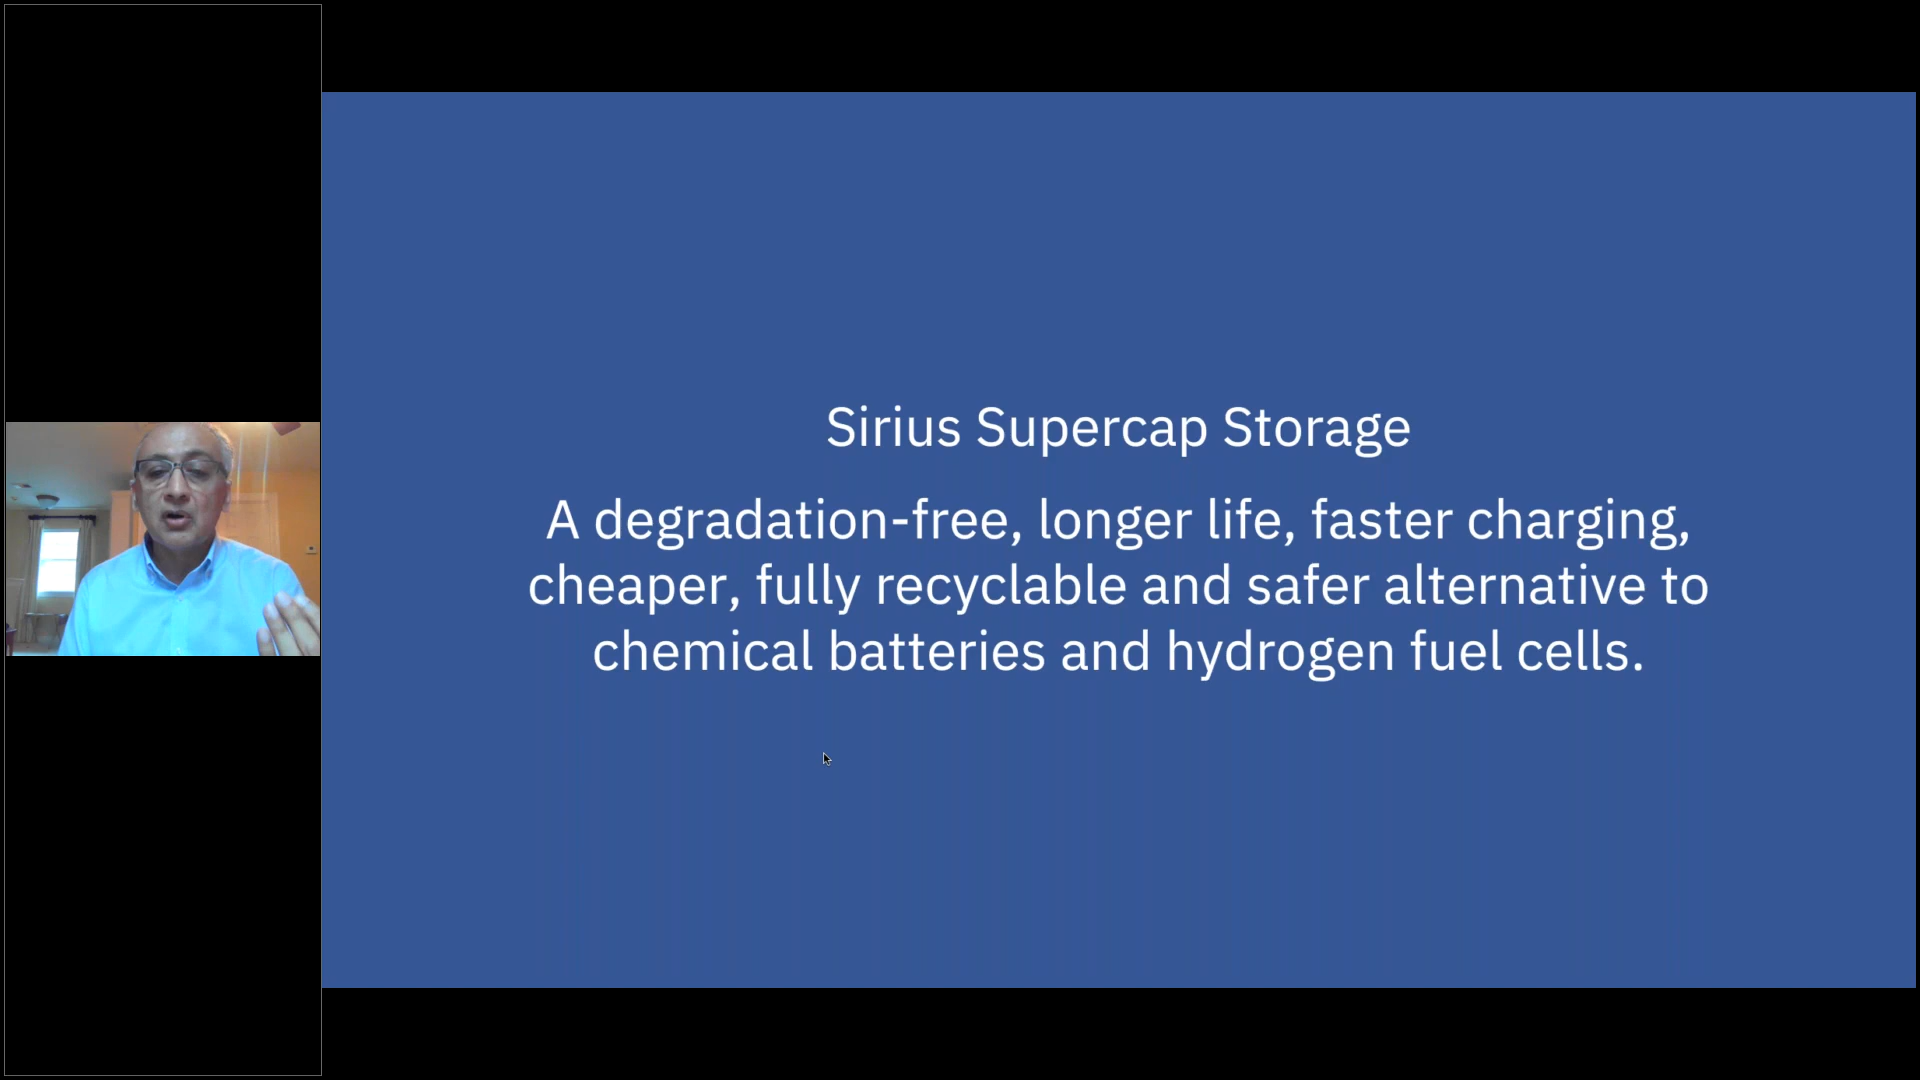 Sirius Supercap Storage
A degradation-free, longer life, faster charging,
cheaper, fully recyclable and safer alternative to
chemical batteries and hydrogen fuel cells.